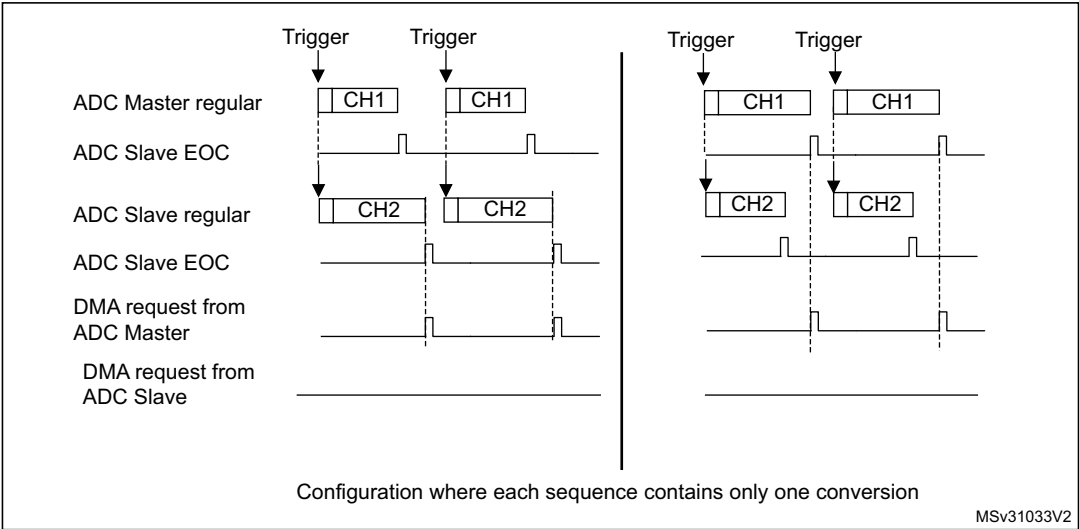 Trigger Trigger Trigger Trigger
ADC Master regular CH1 CH1 CH1 CH1
ADC Slave EOC
ADC Slave regular CH2 CH2 CH2 CH2
ADC Slave EOC
DMA request from
ADC Master
DMA request from
ADC Slave
Configuration where each sequence contains only one conversion
MSv31033V2